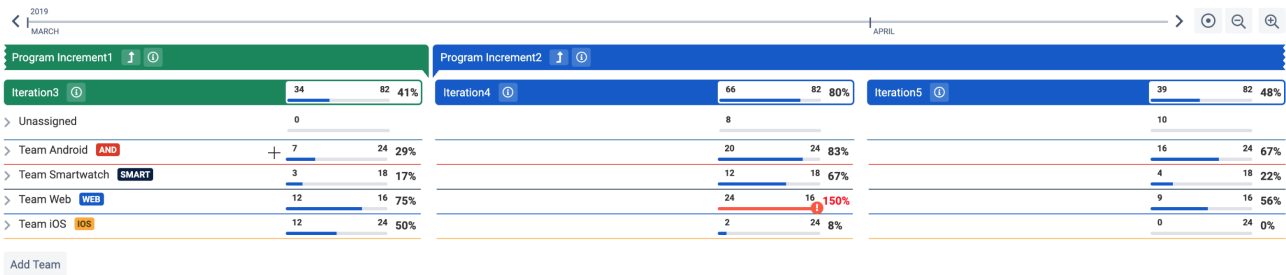 2019
MARCH APRIL
Program Increment1 Program Increment2
Iteration3 34 82 41% Iteration4 66 82 80% Iteration5 39 82 48%
Unassigned 0 8 10
Team Android AND 7 24 29% 20 24 83% 16 24 67%
Team Smartwatch SMART 3 18 17% 12 18 67% 4 18 22%
Team Web WEB 12 16 75% 24 16 150% 9 16 56%
Team iOS IOS 12 24 50% 2 24 8% 0 24 0%
Add Team